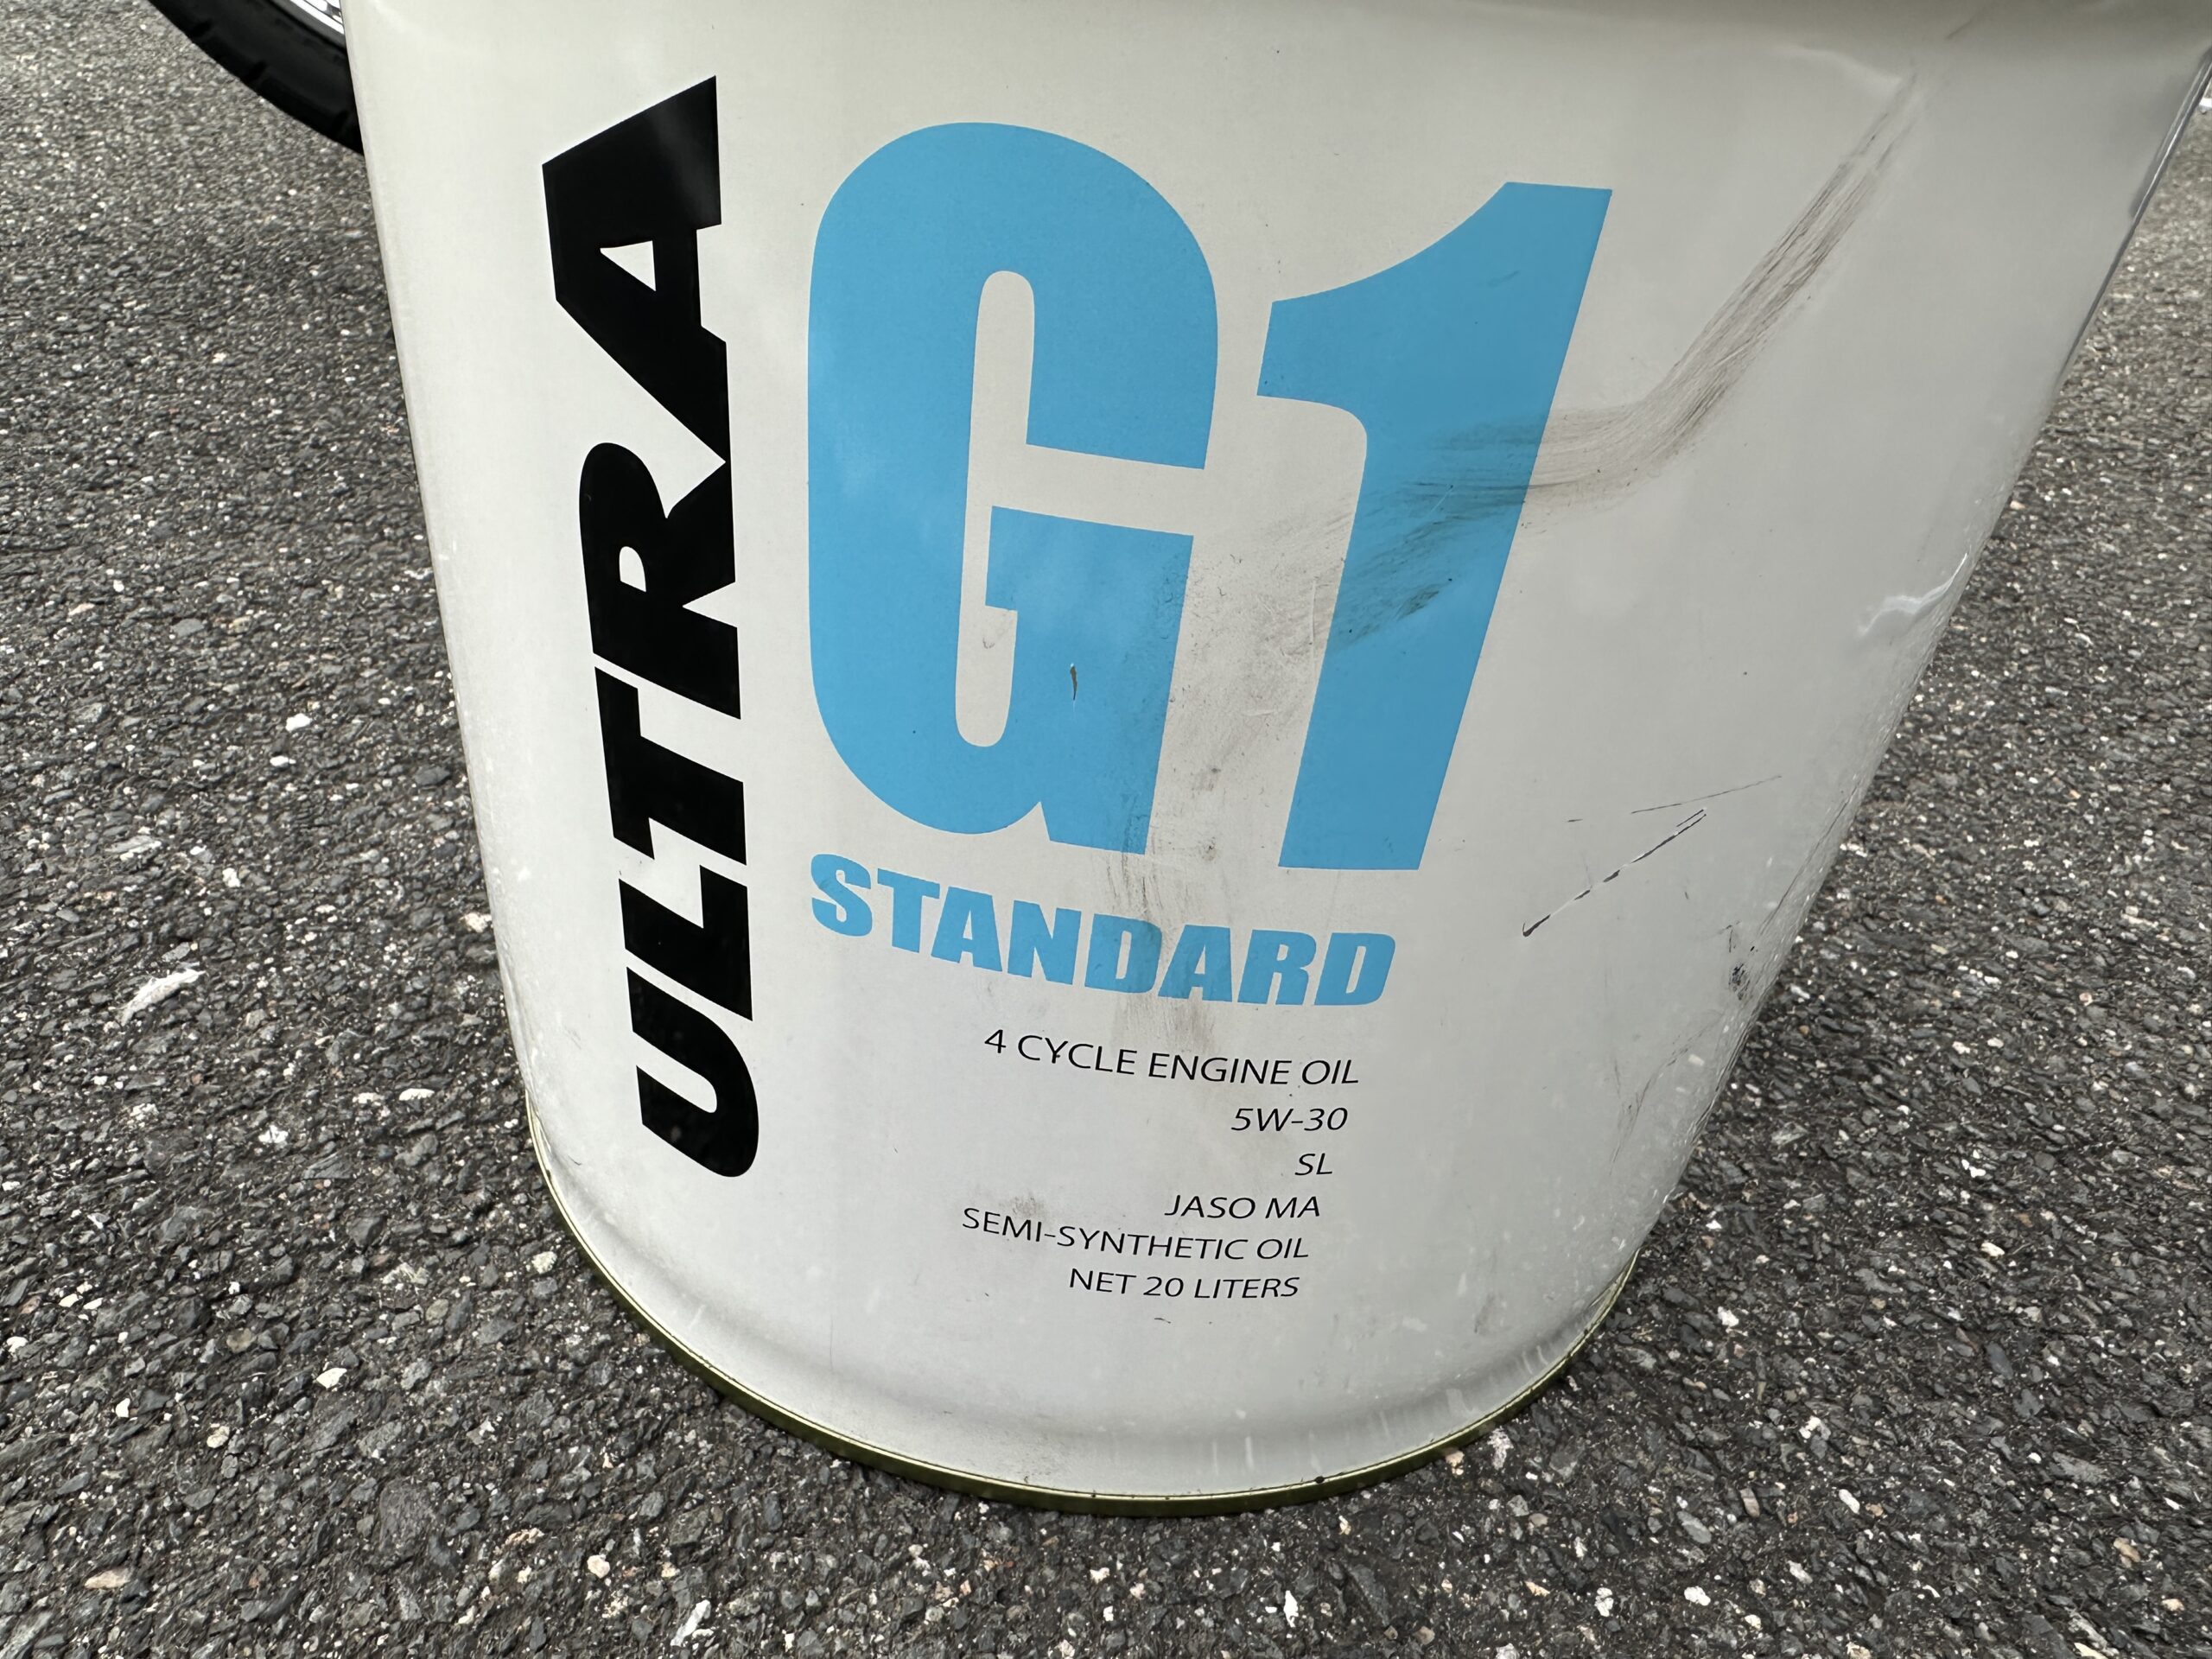 ULTRA
G1
STANDARD
4 CYCLE ENGINE OIL
5W-30
SL
JASO MA
SEMI-SYNTHETIC OIL
NET 20 LITERS